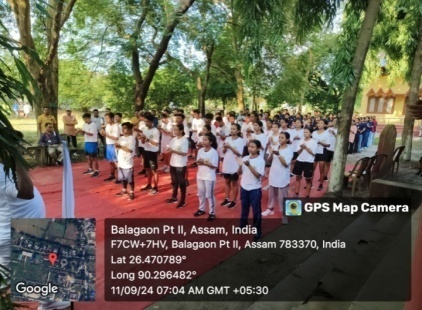 GPS Map Camera
Balagaon Pt II, Assam, India
F7CW+7HV, Balagaon Pt II, Assam 783370, India
Lat 26.470789°
Long 90.296482°
11/09/24 07:04 AM GMT +05:30
Google